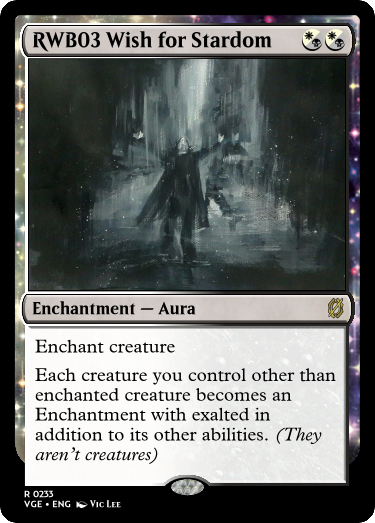 RWB03 Wish for Stardom
Enchantment — Aura
Enchant creature
Each creature you control other than
enchanted creature becomes an
Enchantment with exalted in
addition to its other abilities. (They
aren't creatures)
R 0233
VGE • ENG Vic Lee